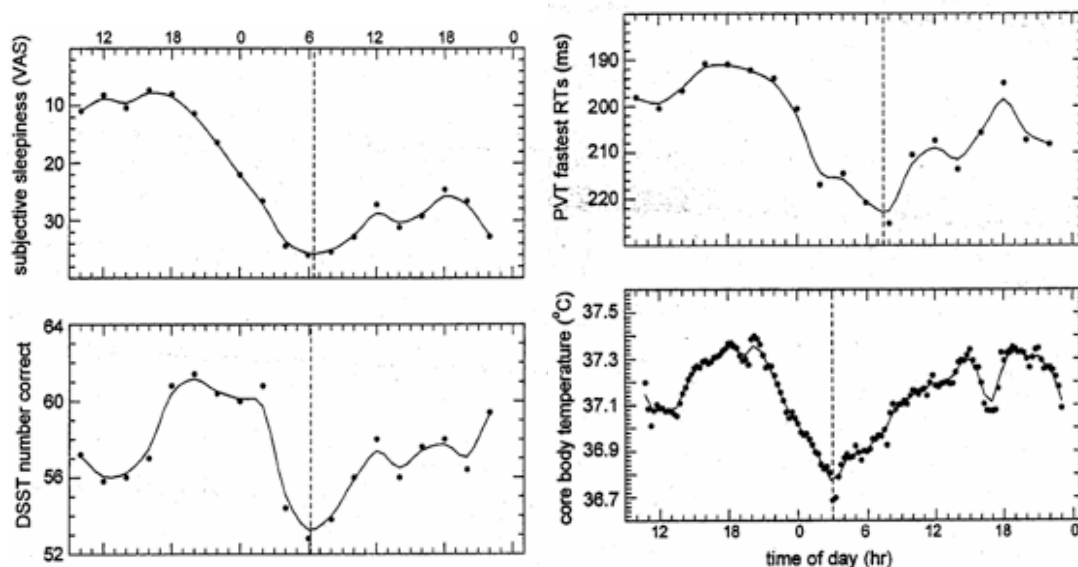 12 18 0 6 12 18 0
subjective sleepiness (VAS)
10
20
30
DSST number correct
64
60
56
52
PVT fastest RTs (ms)
190
200
210
220
core body temperature (°C)
37.5
37.3
37.1
36.9
36.7
12 18 0 6 12 18 0
time of day (hr)